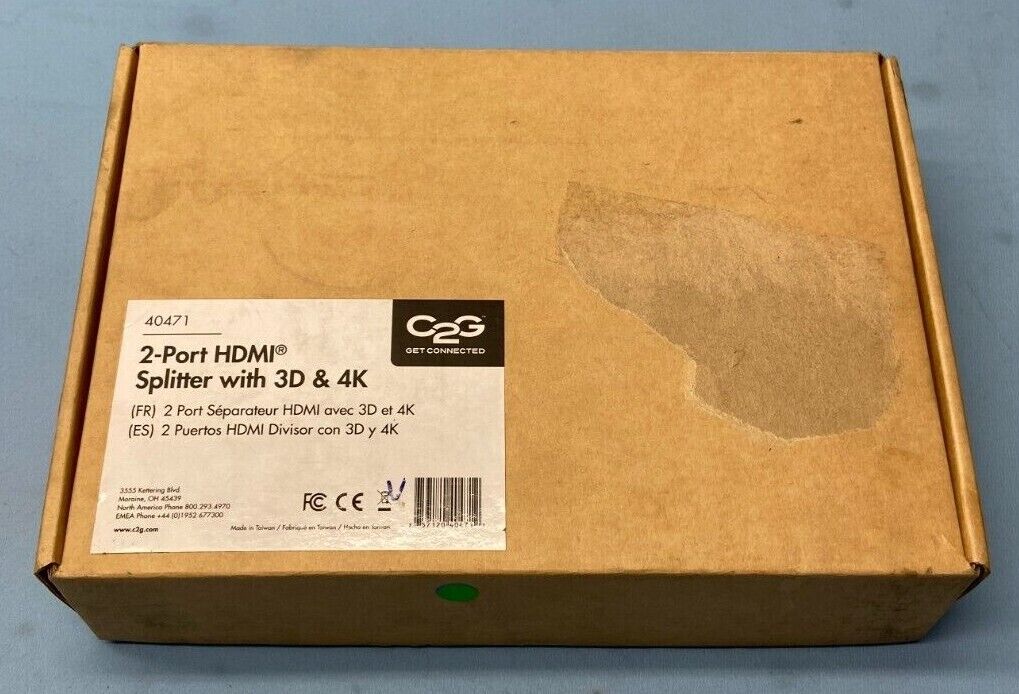 40471
C2G™
GET CONNECTED
2-Port HDMI®
Splitter with 3D & 4K
(FR) 2 Port Séparateur HDMI avec 3D et 4K
(ES) 2 Puertos HDMI Divisor con 3D y 4K
3555 Kettering Blvd
Moraine, OH 45439
North America Phone 800.293.4970
EMEA Phone +44 (0)1952 677300
www.c2g.com
FC CE
Made in Taiwan / Fabriqué en Taiwan / Hecho en Taiwan